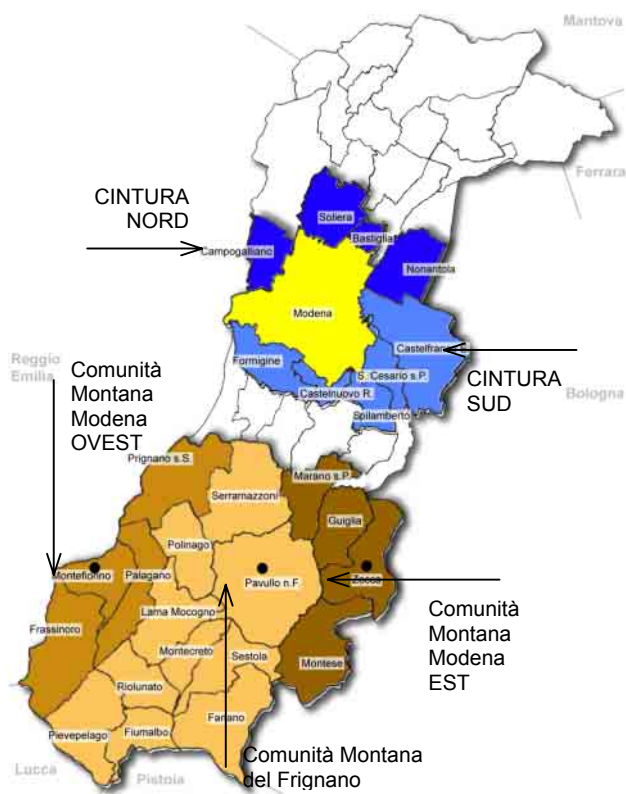 Mantova
Ferrara
CINTURA
NORD
Soliera
Bastiglia
Campogalliano
Nonantola
Modena
Reggio
Emilia
Comunità
Montana
Modena
OVEST
Formigine
Castelfranco E.
S. Cesario s.P.
Castelnuovo R.
CINTURA
SUD
Bologna
Spilamberto
Prignano s.S.
Marano s.P.
Serramazzoni
Guiglia
Polinago
Montefiorino
Palagano
Pavullo n.F.
Zocca
Lama Mocogno
Frassinoro
Comunità
Montana
Modena
EST
Montecreto
Sestola
Montese
Riolunato
Fanano
Pievepelago
Fiumalbo
Comunità Montana
del Frignano
Lucca
Pistoia